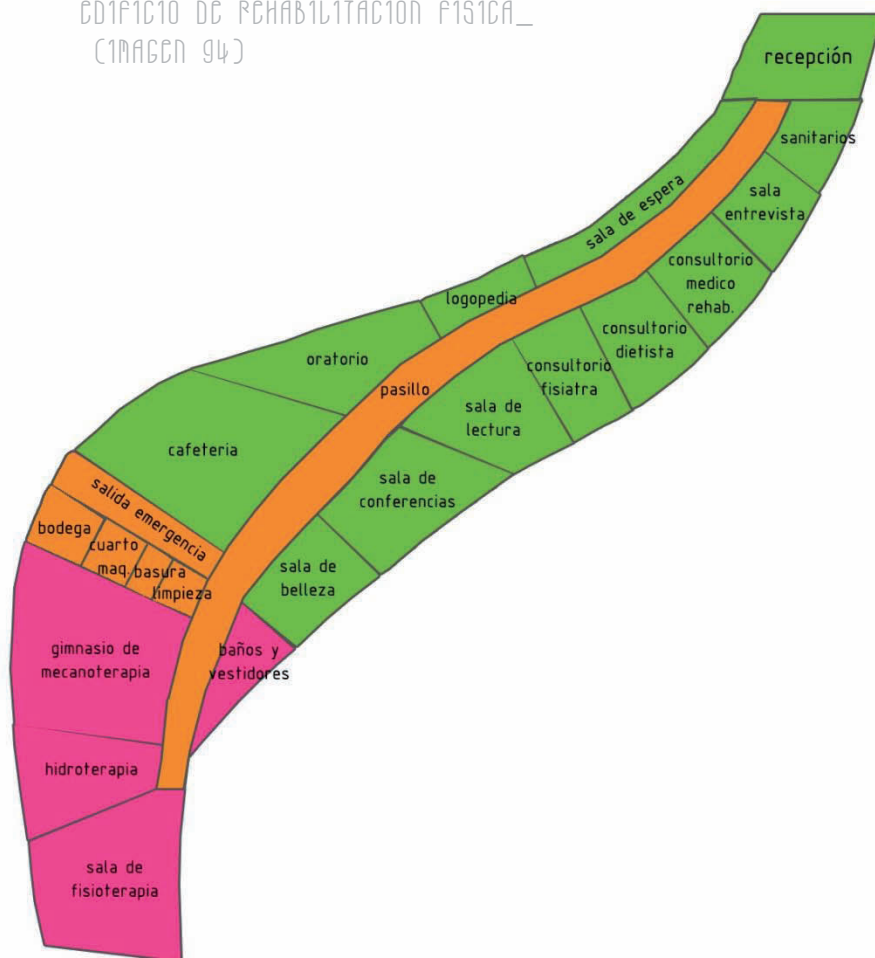 EDIFICIO DE REHABILITACION FISICA_
(IMAGEN 94)
recepción
sanitarios
sala
entrevista
sala de espera
consultorio
medico
rehab.
logopedia
consultorio
dietista
oratorio
consultorio
fisiatra
pasillo
sala de
lectura
cafeteria
sala de
conferencias
salida emergencia
bodega
cuarto
maq.
basura
limpieza
sala de
belleza
gimnasio de
mecanoterapia
baños y
vestidores
hidroterapia
sala de
fisioterapia